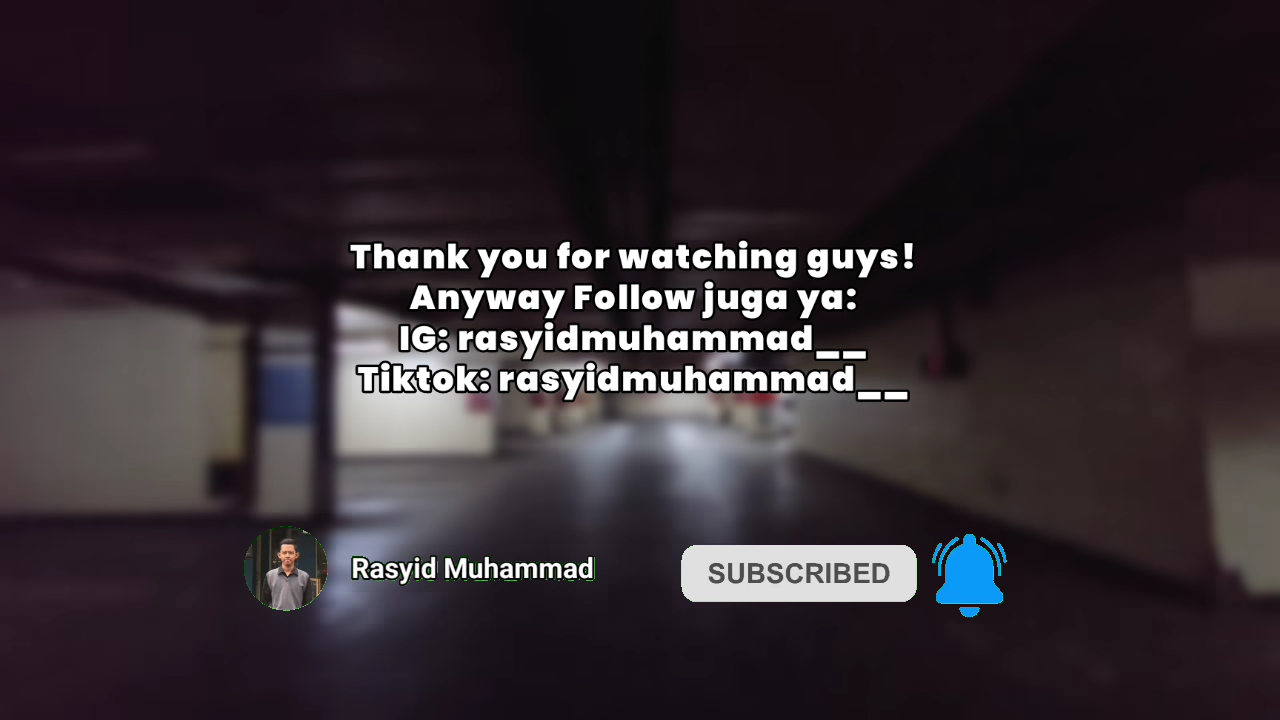 Thank you for watching guys!
Anyway Follow juga ya:
IG: rasyidmuhammad__
Tiktok: rasyidmuhammad__
Rasyid Muhammad
SUBSCRIBED